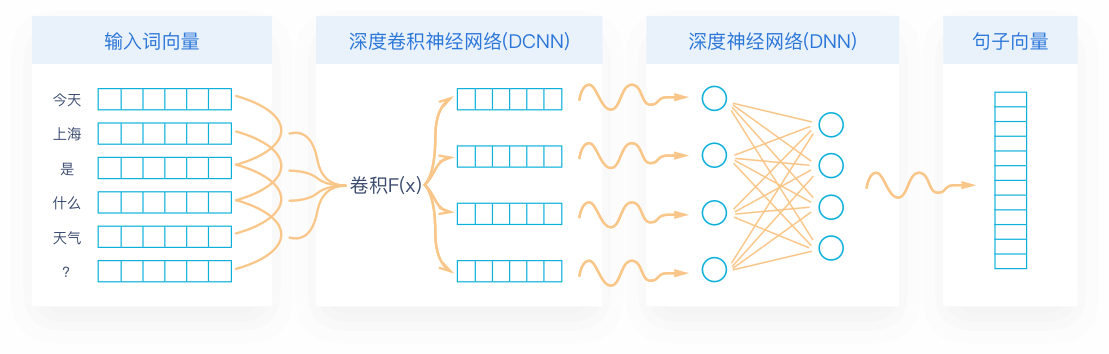 输入词向量
深度卷积神经网络(DCNN)
深度神经网络(DNN)
句子向量
今天
上海
是
什么
天气
?
卷积F(x)